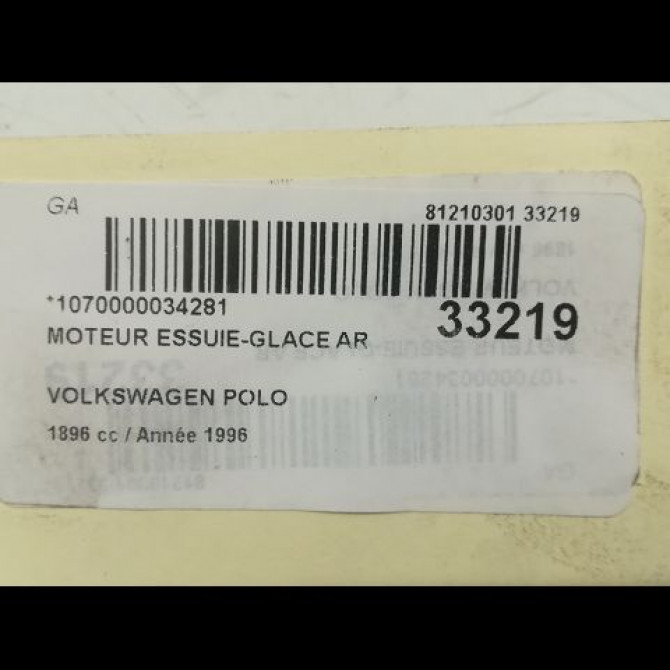 GA
81210301 33219
*1070000034281
33219
MOTEUR ESSUIE-GLACE AR
VOLKSWAGEN POLO
1896 cc / Année 1996